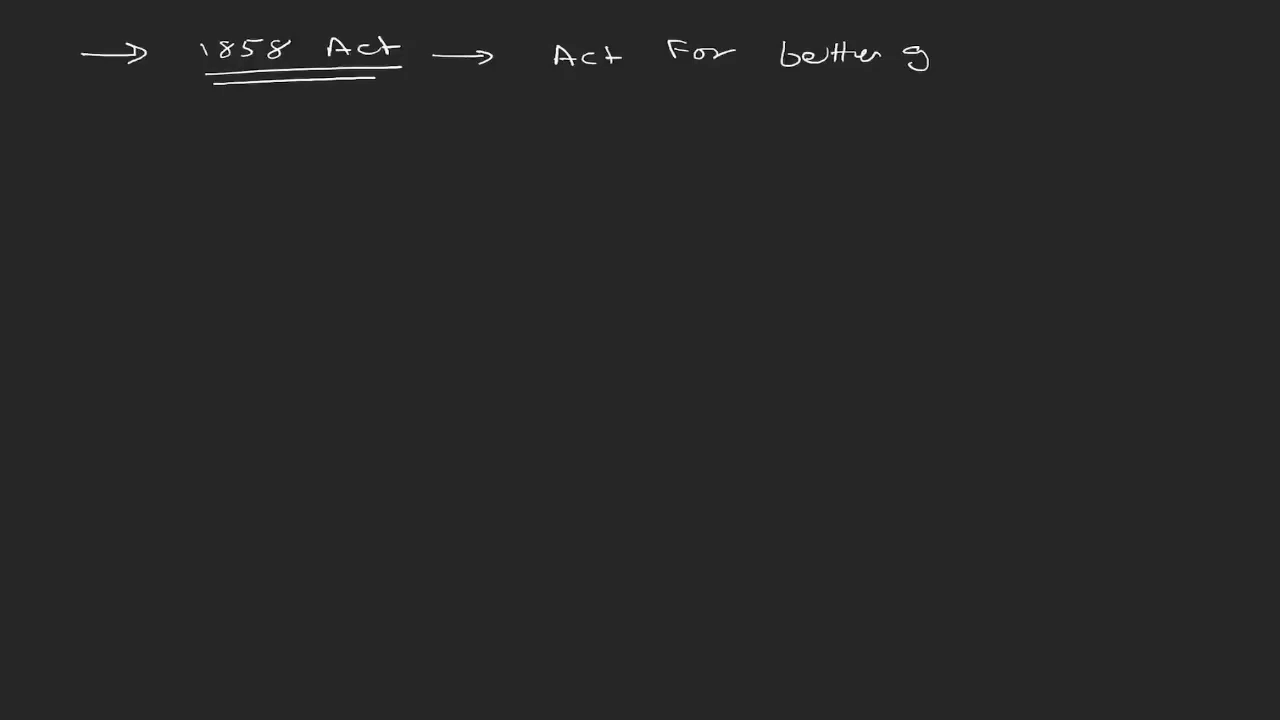 → 1858 Act → Act For better g